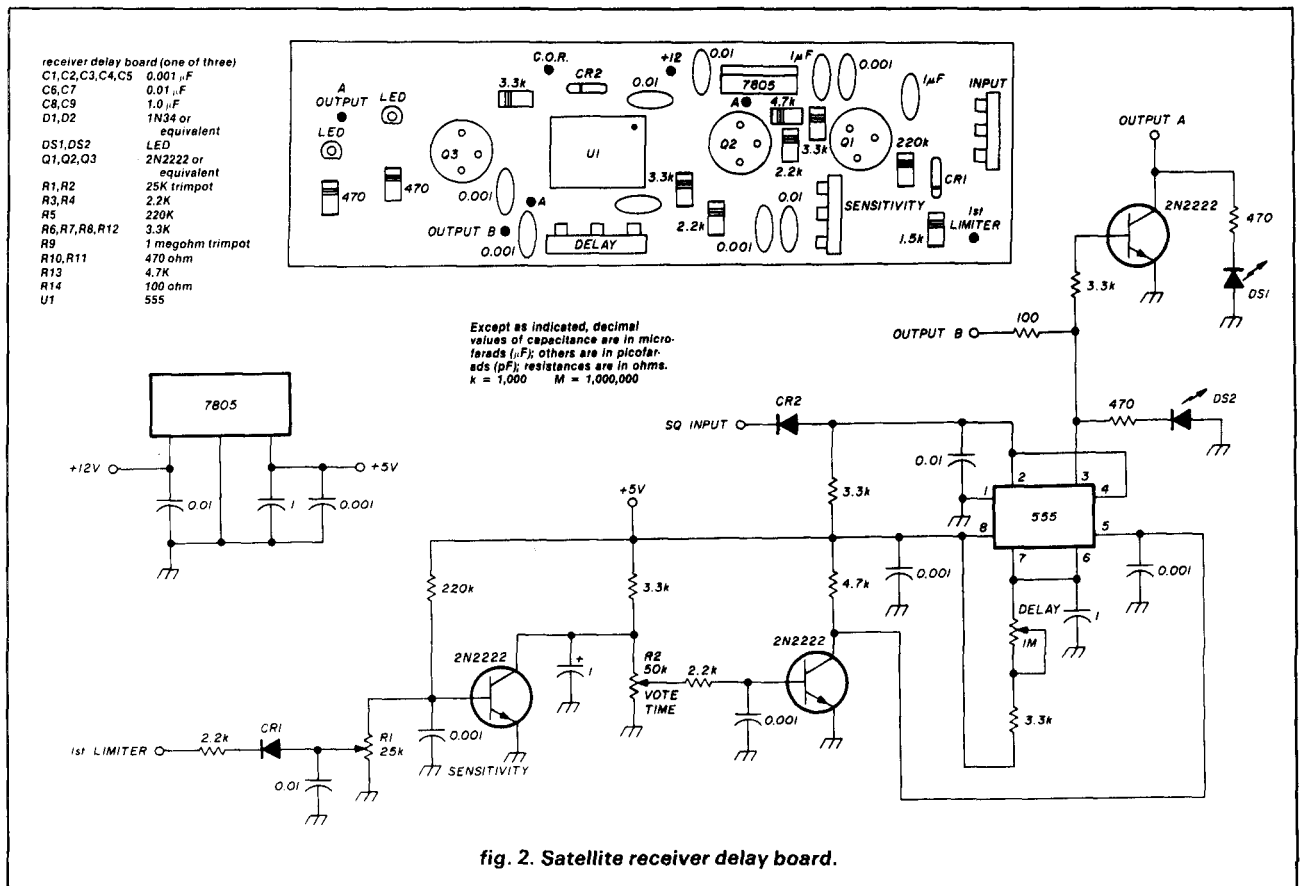 receiver delay board (one of three)
C1,C2,C3,C4,C5 0.001 µF
C6,C7 0.01 µF
C8,C9 1.0 µF
D1,D2 1N34 or
equivalent
DS1,DS2 LED
Q1,Q2,Q3 2N2222 or
equivalent
R1,R2 25K trimpot
R3,R4 2.2K
R5 220K
R6,R7,R8,R12 3.3K
R9 1 megohm trimpot
R10,R11 470 ohm
R13 4.7K
R14 100 ohm
U1 555
A
OUTPUT
LED
LED
470
470
3.3k
C.O.R.
CR2
+12
0.01
0.01
7805
1µF
0.001
1µF
INPUT
Q3
U1
A
4.7k
Q2
2.2k
3.3k
Q1
220k
CR1
0.001
A
OUTPUT B
0.001
DELAY
3.3k
2.2k
0.001
0.01
SENSITIVITY
1.5k
1st
LIMITER
Except as indicated, decimal
values of capacitance are in micro-
farads (µF); others are in picofar-
ads (pF); resistances are in ohms.
k = 1,000 M = 1,000,000
OUTPUT A
2N2222
470
3.3k
DS1
OUTPUT B
100
470
DS2
7805
+12V
+5V
0.01
1
0.001
SQ INPUT
CR2
0.01
3.3k
+5V
1
2
3
4
555
8
5
7
6
0.001
0.001
220k
3.3k
4.7k
DELAY
1M
1
2N2222
+
1
R2
50k
VOTE
TIME
2.2k
2N2222
0.001
3.3k
1st LIMITER
2.2k
CR1
0.01
R1
25k
0.001
SENSITIVITY
fig. 2. Satellite receiver delay board.